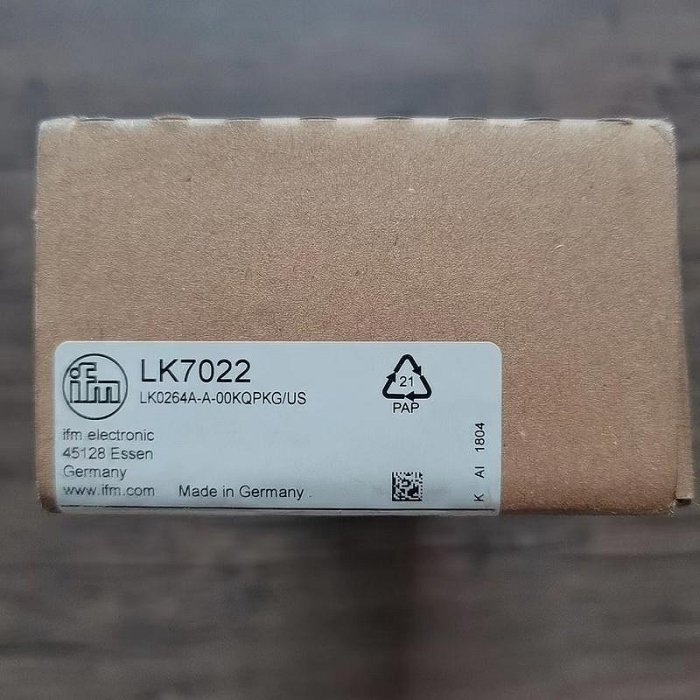 ifm
LK7022
LK0264A-A-00KQPKG/US
ifm electronic
45128 Essen
Germany
www.ifm.com
Made in Germany .
21
PAP
K AI 1804